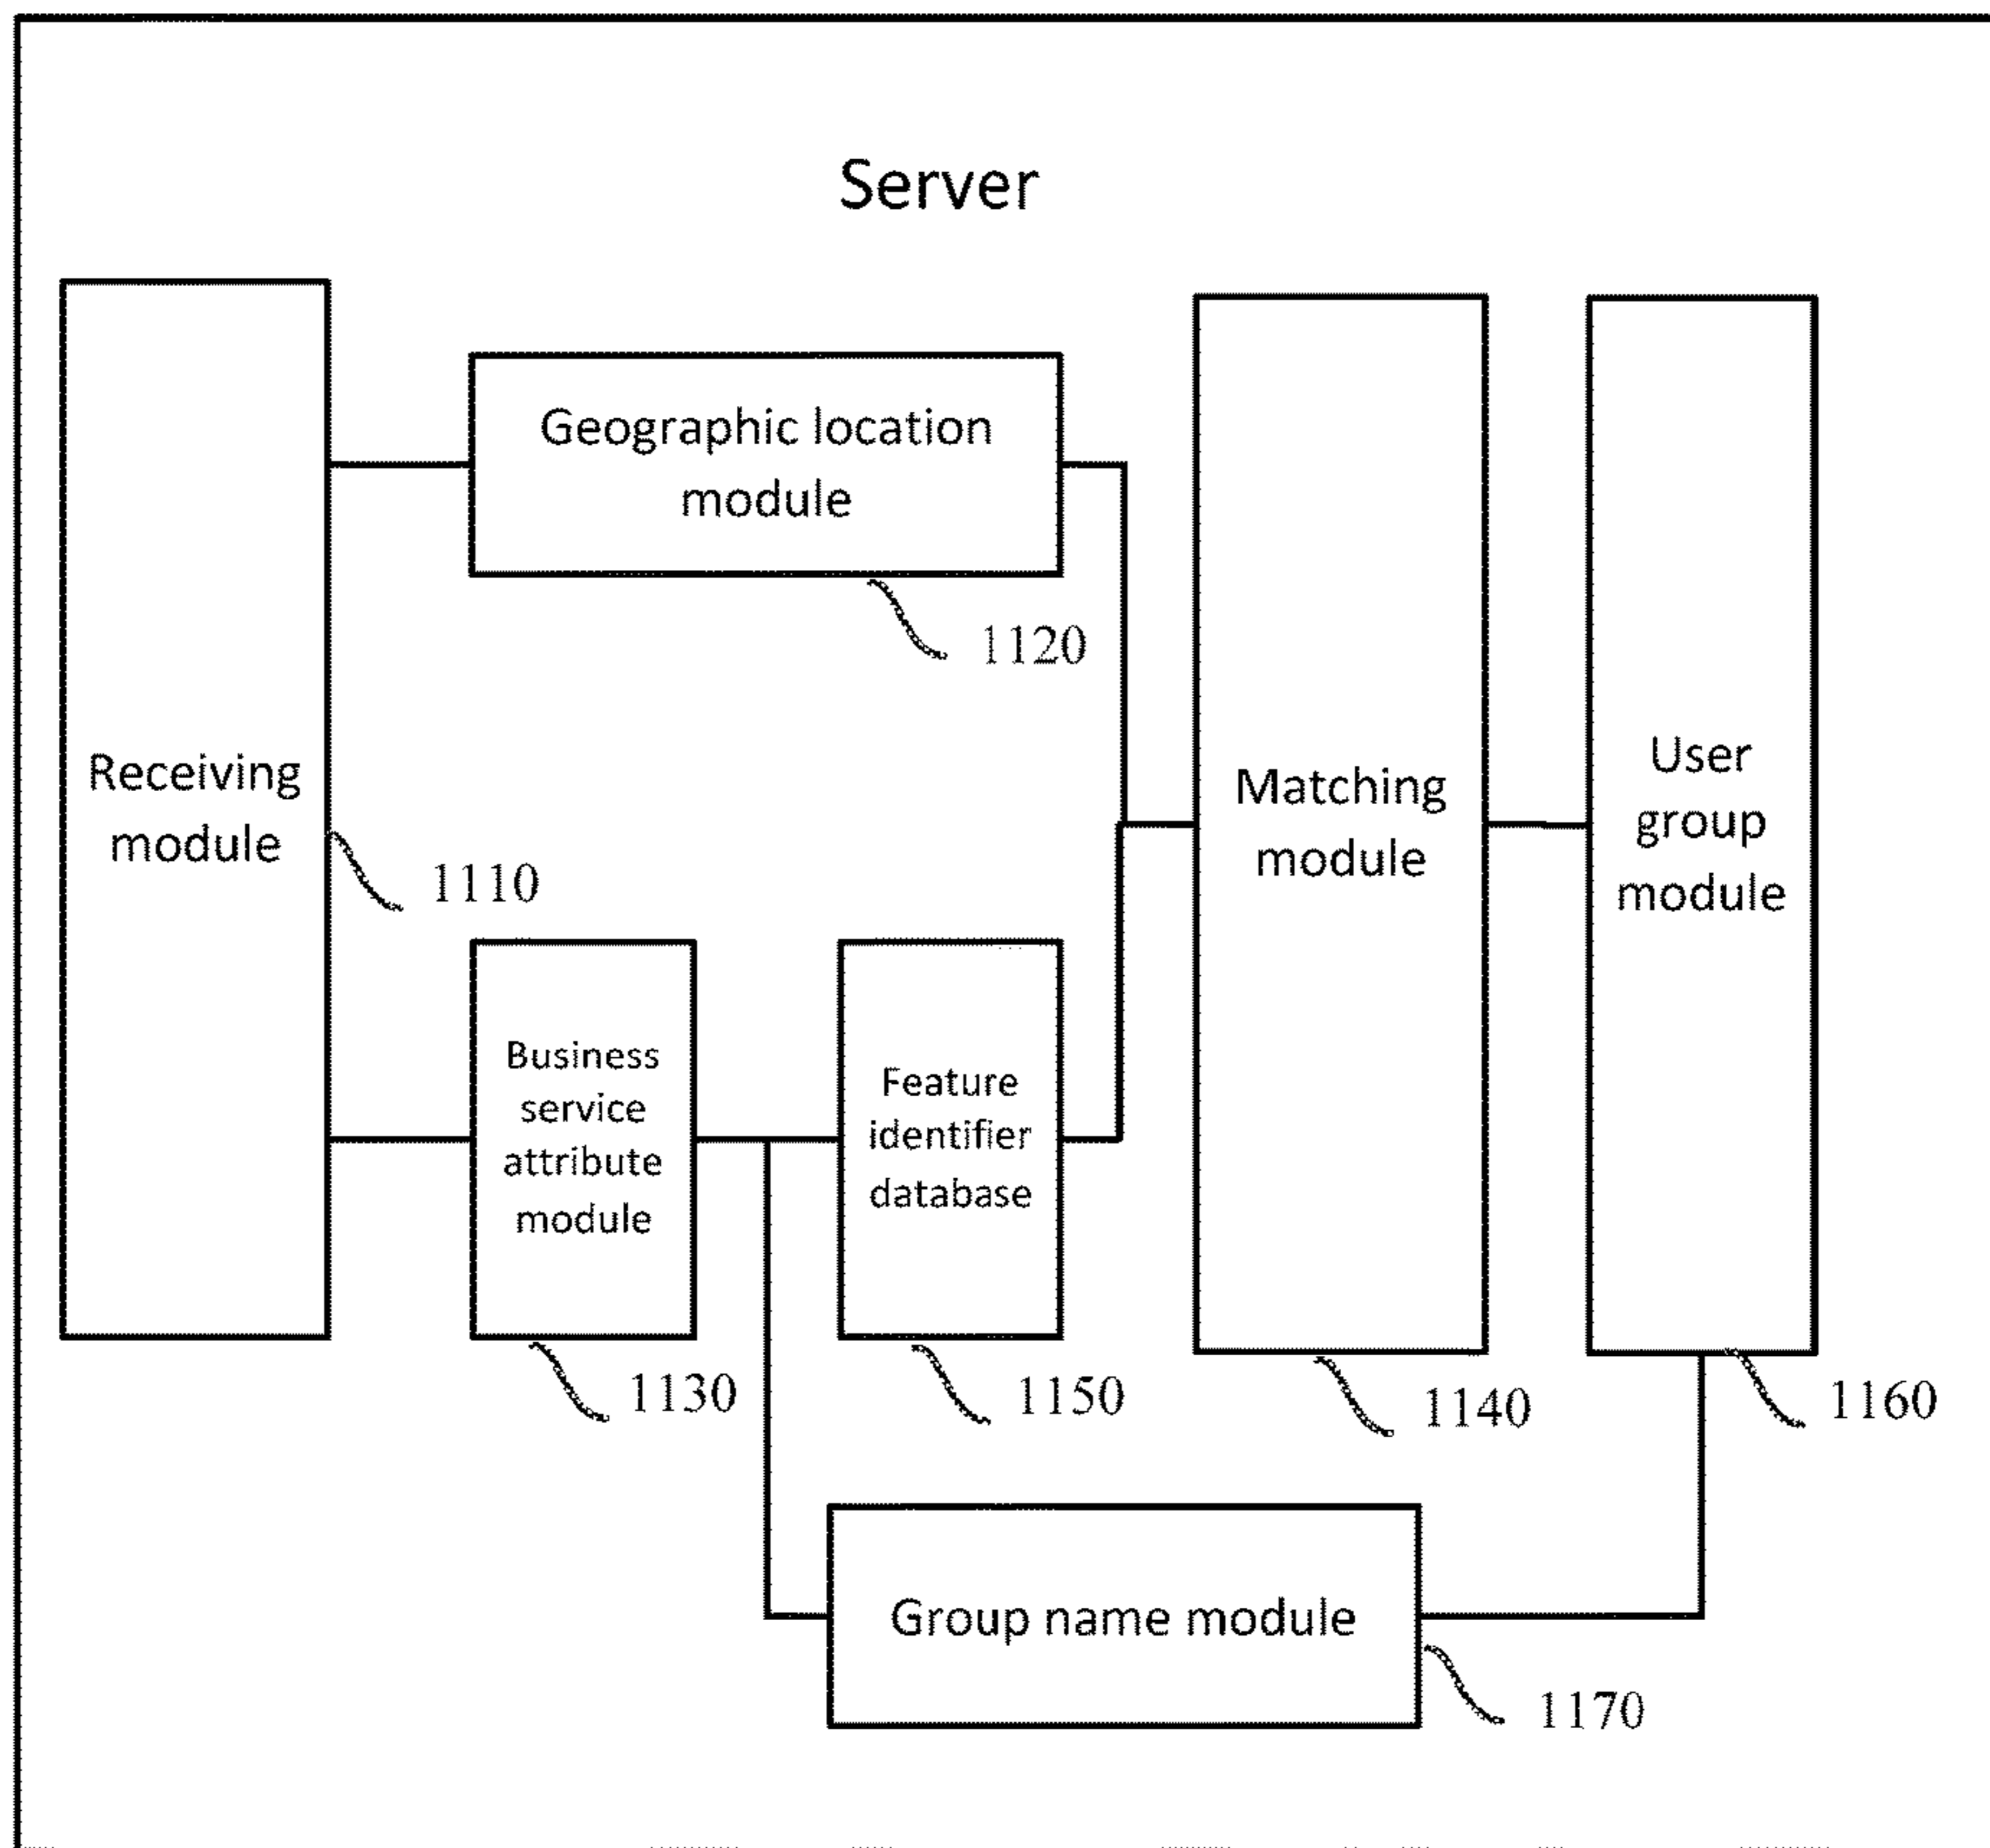 Server
Geographic location
module
1120
Receiving
module
1110
Matching
module
User
group
module
Business
service
attribute
module
Feature
identifier
database
1130
1150
1140
1160
Group name module
1170